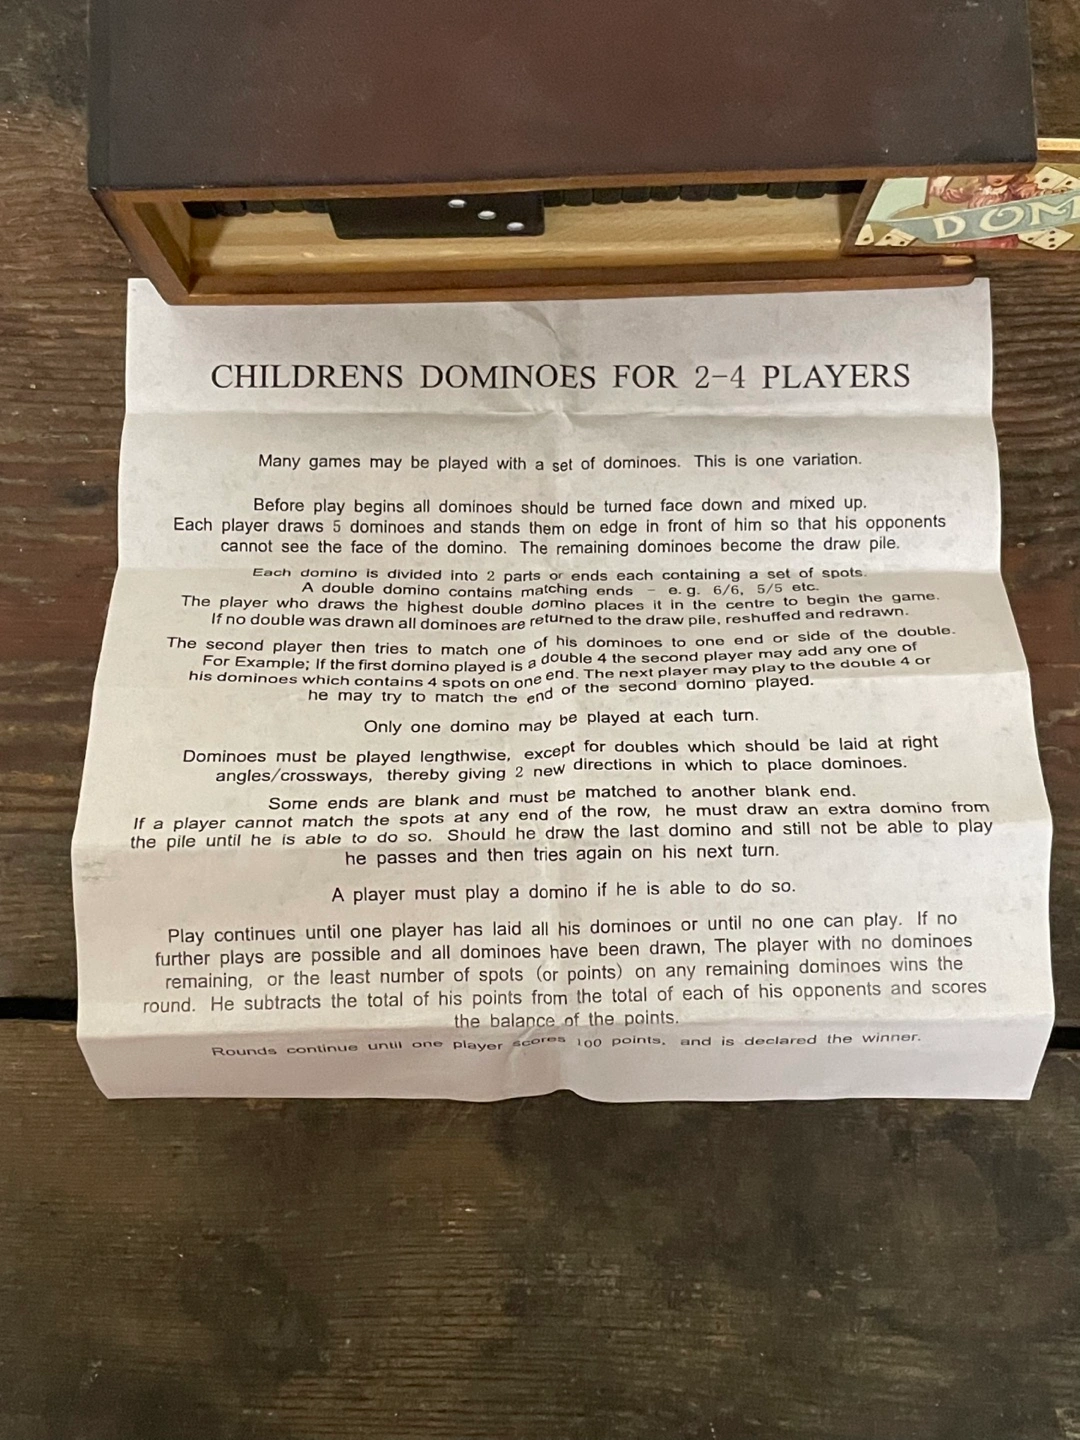 DOM
CHILDRENS DOMINOES FOR 2-4 PLAYERS
Many games may be played with a set of dominoes. This is one variation.
Before play begins all dominoes should be turned face down and mixed up.
Each player draws 5 dominoes and stands them on edge in front of him so that his opponents
cannot see the face of the domino. The remaining dominoes become the draw pile.
Each domino is divided into 2 parts or ends each containing a set of spots.
A double domino contains matching ends - e.g. 6/6, 5/5 etc.
The player who draws the highest double domino places it in the centre to begin the game.
If no double was drawn all dominoes are returned to the draw pile, reshuffled and redrawn.
The second player then tries to match one of his dominoes to one end or side of the double.
For Example; If the first domino played is a double 4 the second player may add any one of
his dominoes which contains 4 spots on one end. The next player may play to the double 4 or
he may try to match the end of the second domino played.
Only one domino may be played at each turn.
Dominoes must be played lengthwise, except for doubles which should be laid at right
angles/crossways, thereby giving 2 new directions in which to place dominoes.
Some ends are blank and must be matched to another blank end.
If a player cannot match the spots at any end of the row, he must draw an extra domino from
the pile until he is able to do so. Should he draw the last domino and still not be able to play
he passes and then tries again on his next turn.
A player must play a domino if he is able to do so.
Play continues until one player has laid all his dominoes or until no one can play. If no
further plays are possible and all dominoes have been drawn, The player with no dominoes
remaining, or the least number of spots (or points) on any remaining dominoes wins the
round. He subtracts the total of his points from the total of each of his opponents and scores
the balance of the points.
Rounds continue until one player scores 100 points, and is declared the winner.